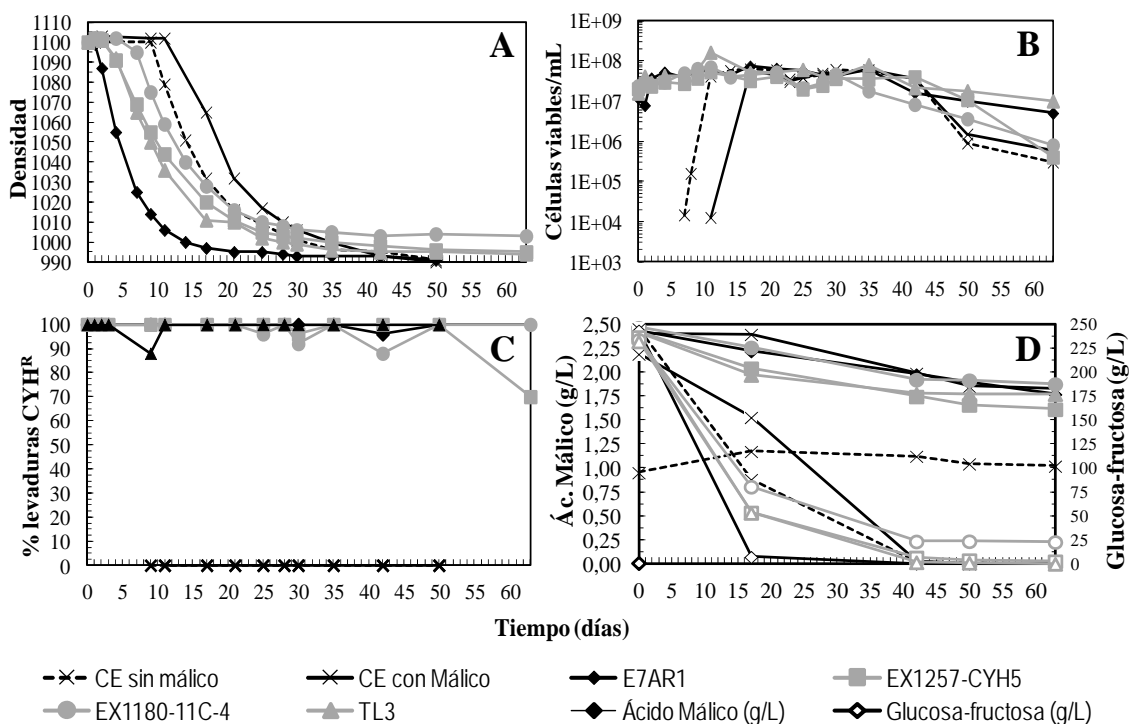 A
Densidad
1110
1100
1090
1080
1070
1060
1050
1040
1030
1020
1010
1000
990
0 5 10 15 20 25 30 35 40 45 50 55 60
B
Células viables/mL
1E+09
1E+08
1E+07
1E+06
1E+05
1E+04
1E+03
0 5 10 15 20 25 30 35 40 45 50 55 60
C
% levaduras CYHR
100
90
80
70
60
50
40
30
20
10
0
0 5 10 15 20 25 30 35 40 45 50 55 60
D
Ác. Málico (g/L)
2,50
2,25
2,00
1,75
1,50
1,25
1,00
0,75
0,50
0,25
0,00
Glucosa-fructosa (g/L)
250
225
200
175
150
125
100
75
50
25
0
0 5 10 15 20 25 30 35 40 45 50 55 60
Tiempo (días)
CE sin málico
CE con Málico
E7AR1
EX1257-CYH5
EX1180-11C-4
TL3
Ácido Málico (g/L)
Glucosa-fructosa (g/L)